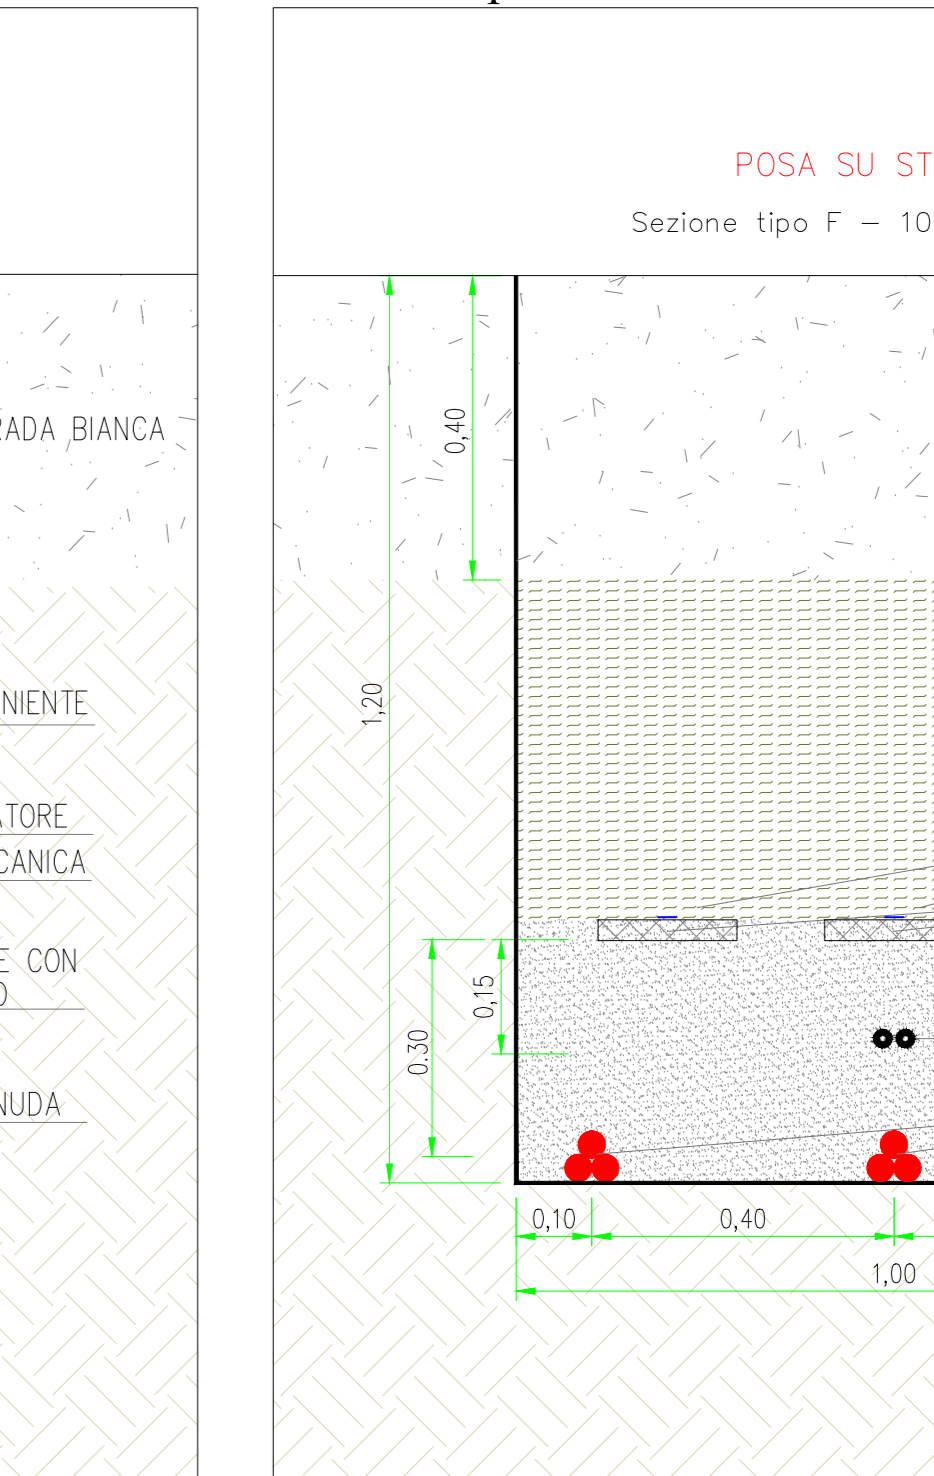 POSA SU ST
Sezione tipo F – 10
RADA BIANCA
NIENTE
ATORE
CANICA
E CON
O
NUDA
0,40
1,20
0,15
0.30
0,10
0,40
1,00